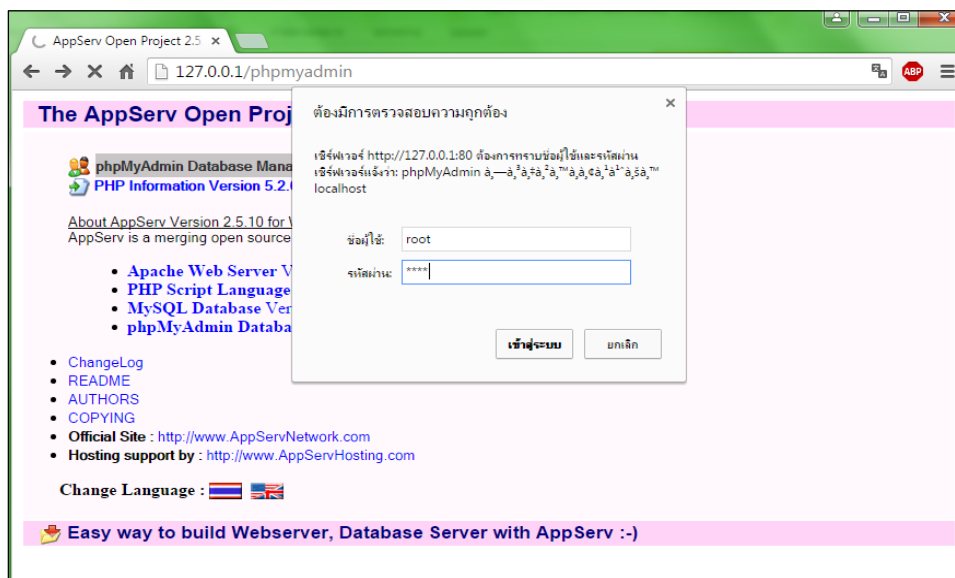 AppServ Open Project 2.5
127.0.0.1/phpmyadmin
ABP
The AppServ Open Proj
phpMyAdmin Database Mana
PHP Information Version 5.2.
About AppServ Version 2.5.10 for
AppServ is a merging open source
Apache Web Server V
PHP Script Language
MySQL Database Ver
phpMyAdmin Databa
ChangeLog
README
AUTHORS
COPYING
Official Site : http://www.AppServNetwork.com
Hosting support by : http://www.AppServHosting.com
Change Language :
Easy way to build Webserver, Database Server with AppServ :-)
ต้องมีการตรวจสอบความถูกต้อง
เซิร์ฟเวอร์ http://127.0.0.1:80 ต้องการทราบชื่อผู้ใช้และรหัสผ่าน
เซิร์ฟเวอร์แจ้งว่า: phpMyAdmin
localhost
ชื่อผู้ใช้: root
รหัสผ่าน: ****
เข้าสู่ระบบ ยกเลิก